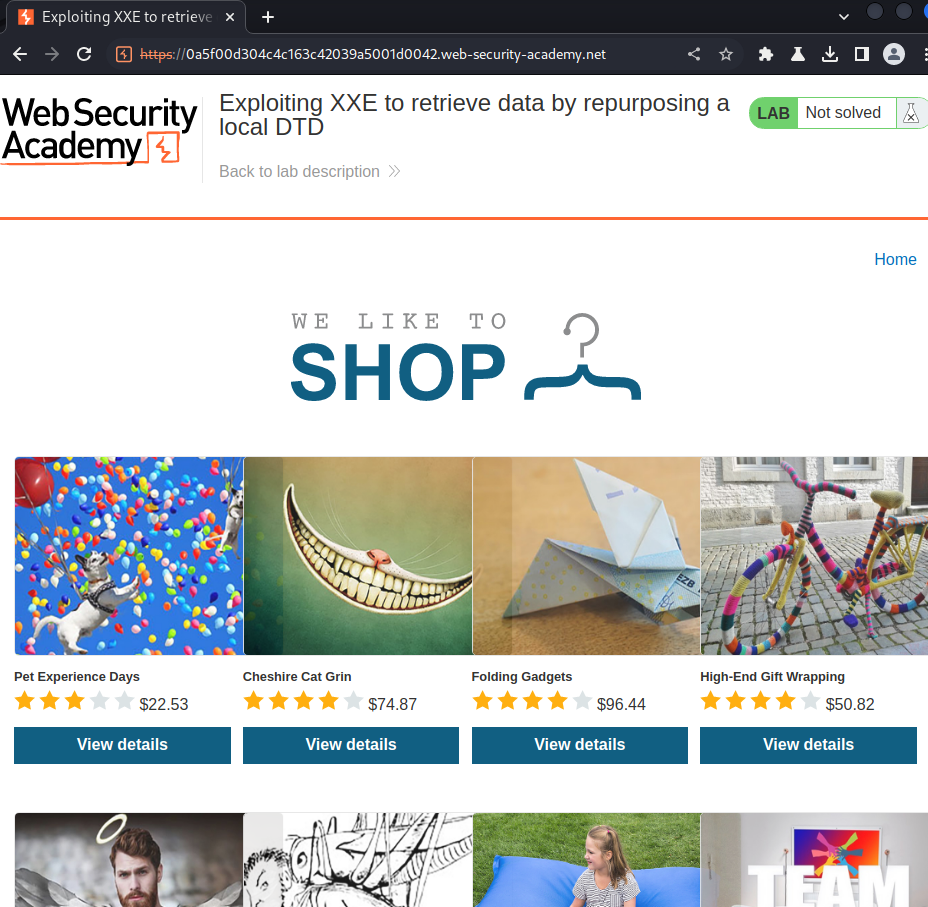 Exploiting XXE to retrieve
https://0a5f00d304c4c163c42039a5001d0042.web-security-academy.net
Web Security
Academy
Exploiting XXE to retrieve data by repurposing a
local DTD
Back to lab description
LAB Not solved
Home
WE LIKE TO
SHOP
EZB
Pet Experience Days
$22.53
View details
Cheshire Cat Grin
$74.87
View details
Folding Gadgets
$96.44
View details
High-End Gift Wrapping
$50.82
View details
TEAM